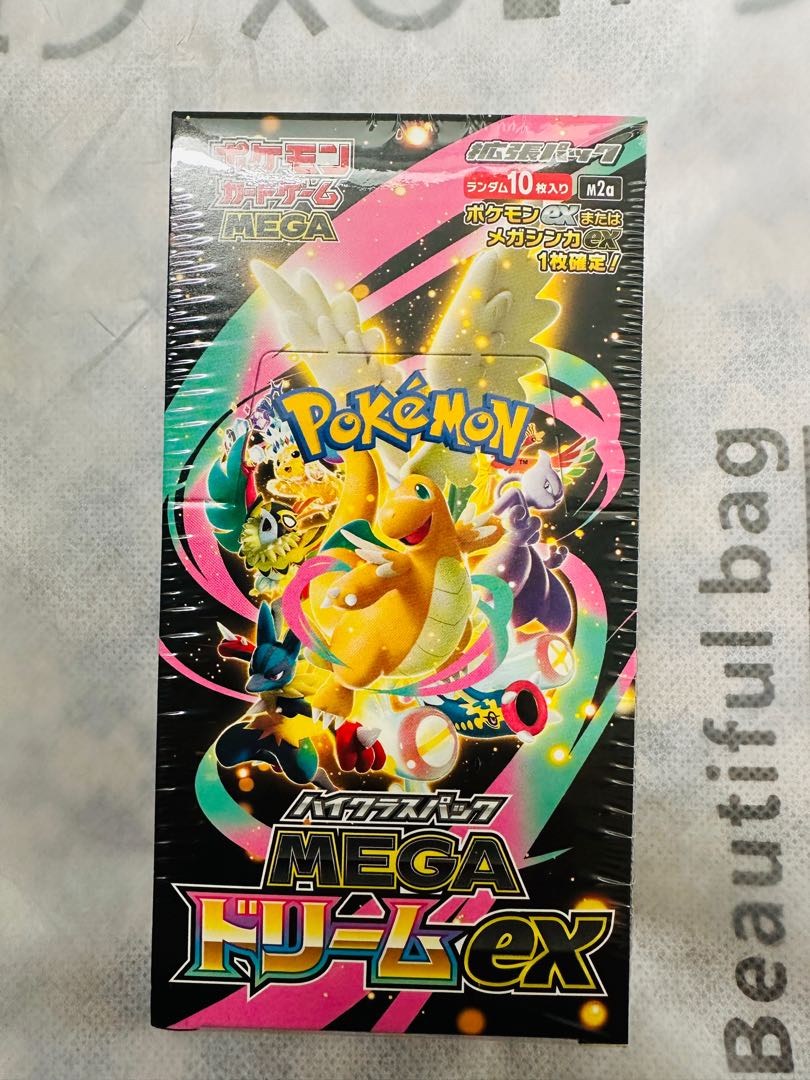 ポケモン
カードゲーム
MEGA
拡張パック
ランダム10枚入り
M2a
ポケモンexまたは
メガシンカex
1枚確定!
POKéMON
TM
ハイクラスパック
MEGA
ドリームex
Beautiful bag